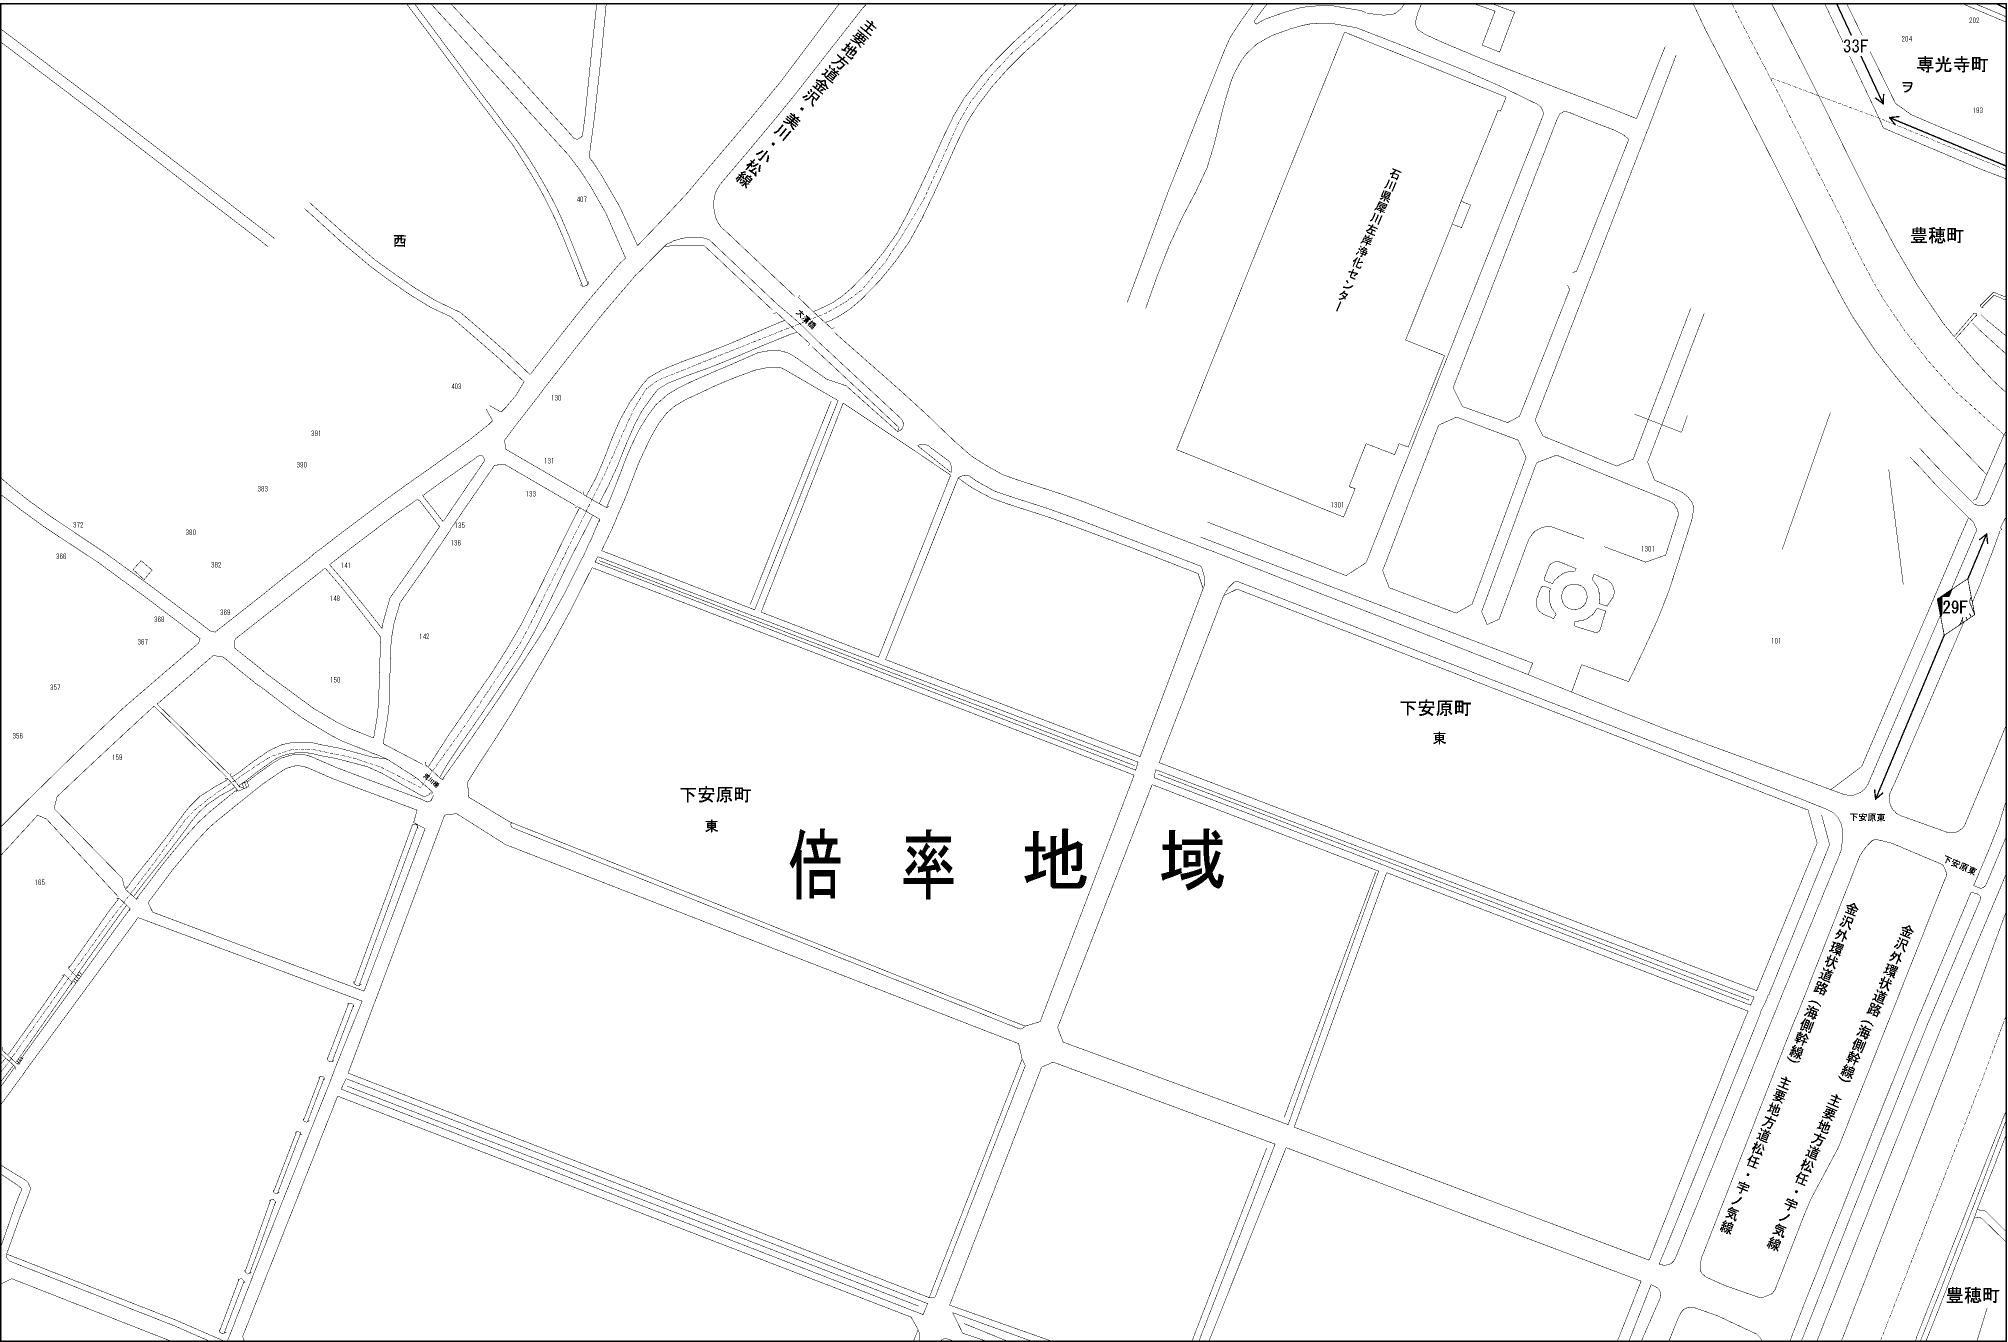 202
204
33F
専光寺町
ヲ
193
主要地方道金沢・美川・小松線
石川県犀川左岸浄化センター
407
西
豊穂町
大濱橋
403
130
391
131
390
383
133
1301
372
380
135
136
366
382
141
1301
148
369
29F
368
367
142
101
150
357
下安原町
東
356
159
下安原町
東
下安原東
倍率地域
下安原東
165
金沢外環状道路(海側幹線) 主要地方道松任・宇ノ気線
金沢外環状道路(海側幹線) 主要地方道松任・宇ノ気線
豊穂町